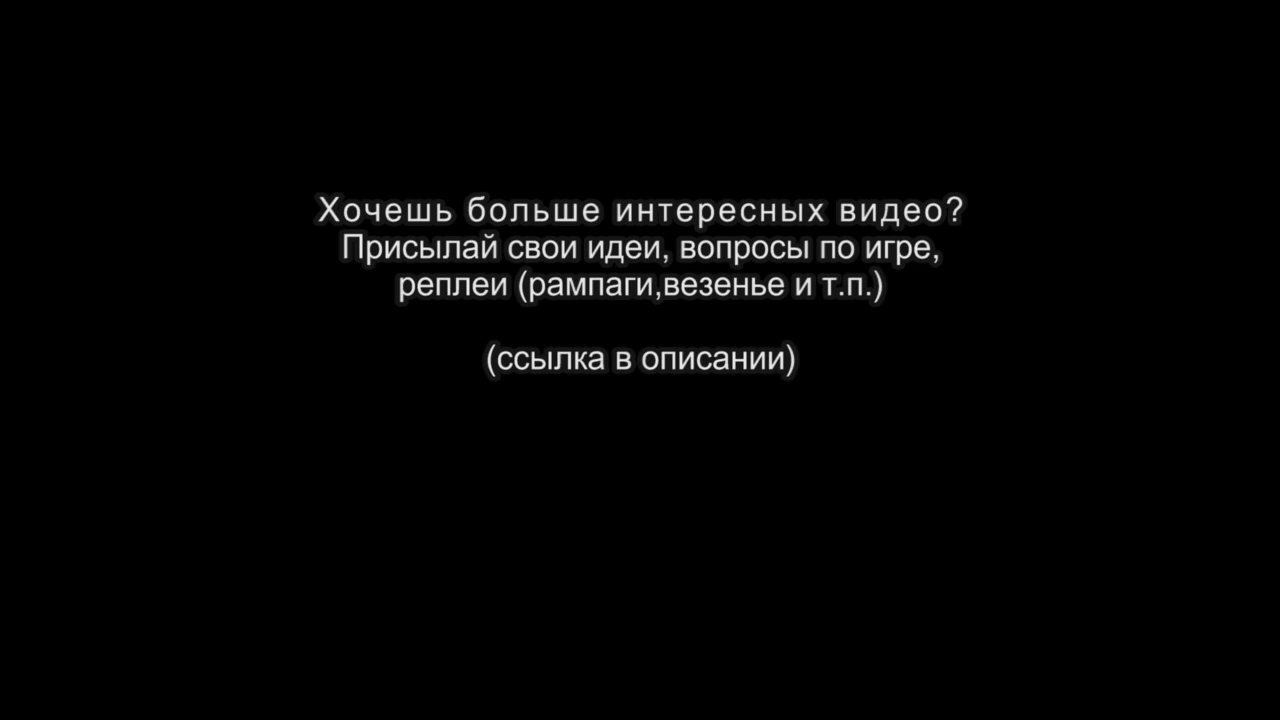 Хочешь больше интересных видео?
Присылай свои идеи, вопросы по игре,
реплеи (рампаги,везенье и т.п.)
(ссылка в описании)